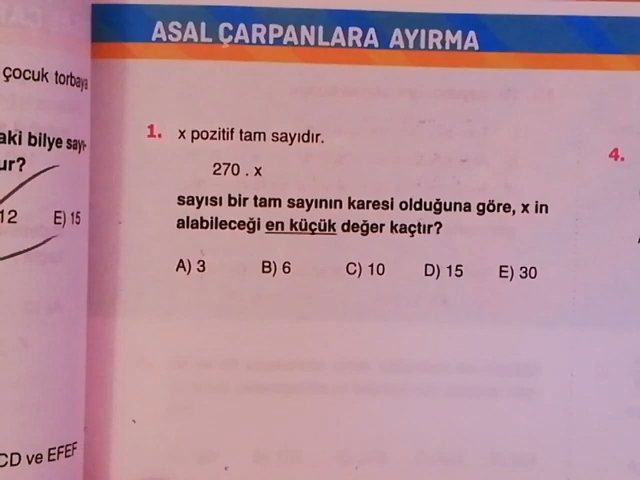 ASAL ÇARPANLARA AYIRMA
çocuk torbaya
aki bilye sayı-
ur?
12 E) 15
CD ve EFEF
1. x pozitif tam sayıdır.
270 . x
sayısı bir tam sayının karesi olduğuna göre, x in
alabileceği en küçük değer kaçtır?
A) 3 B) 6 C) 10 D) 15 E) 30
4.